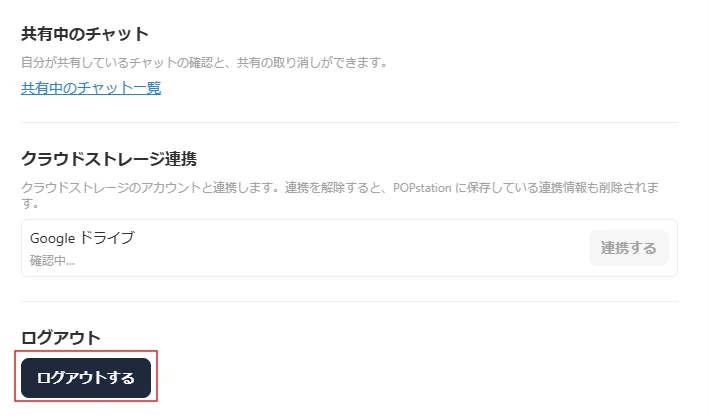 共有中のチャット
自分が共有しているチャットの確認と、共有の取り消しができます。
共有中のチャット一覧
クラウドストレージ連携
クラウドストレージのアカウントと連携します。連携を解除すると、POPstation に保存している連携情報も削除されま
す。
Google ドライブ
確認中...
連携する
ログアウト
ログアウトする